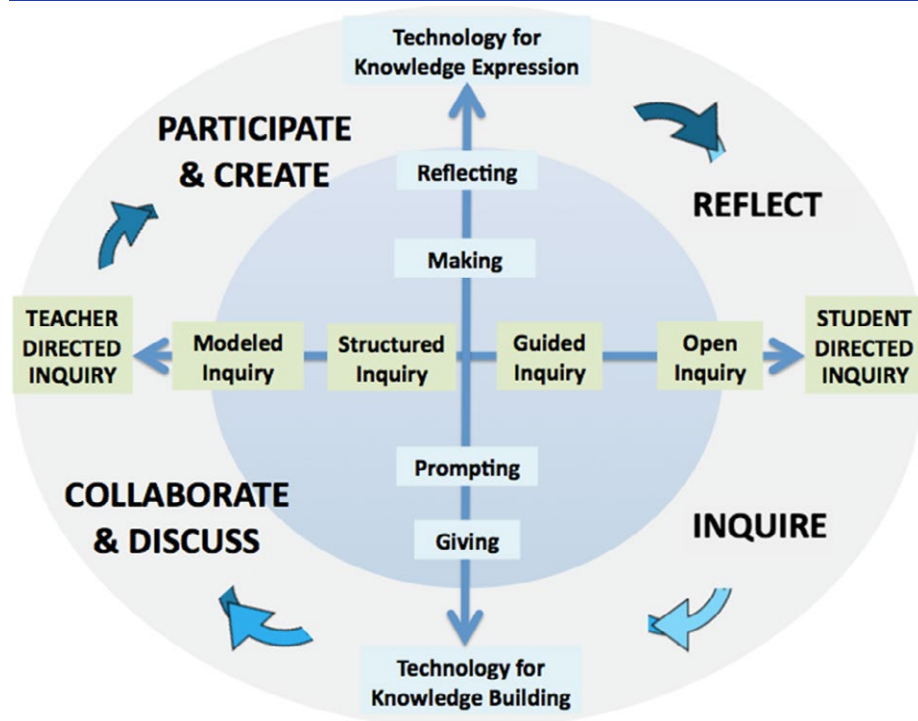 Technology for
Knowledge Expression
PARTICIPATE
& CREATE
Reflecting
REFLECT
Making
TEACHER
DIRECTED
INQUIRY
Modeled
Inquiry
Structured
Inquiry
Guided
Inquiry
Open
Inquiry
STUDENT
DIRECTED
INQUIRY
Prompting
COLLABORATE
& DISCUSS
Giving
INQUIRE
Technology for
Knowledge Building